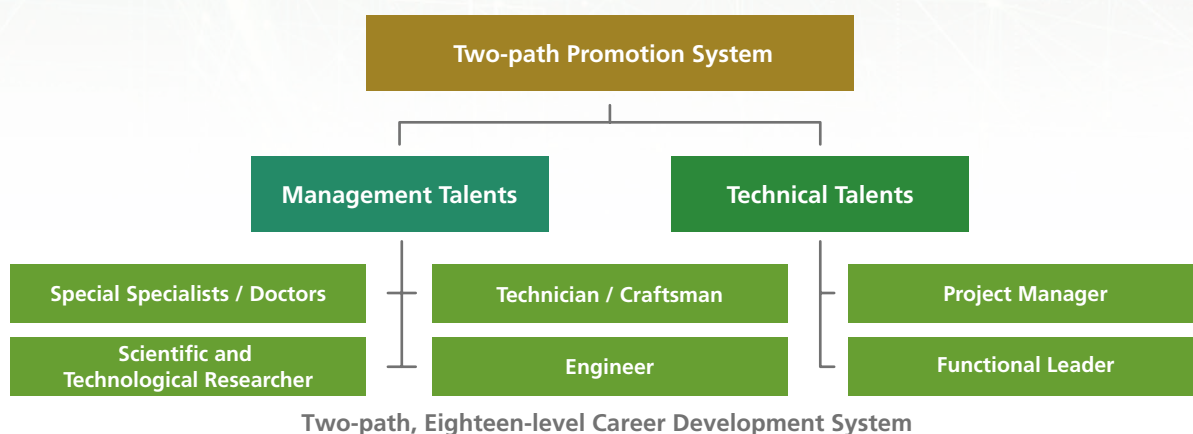 Two-path Promotion System
Management Talents
Technical Talents
Special Specialists / Doctors
Technician / Craftsman
Project Manager
Scientific and
Technological Researcher
Engineer
Functional Leader
Two-path, Eighteen-level Career Development System